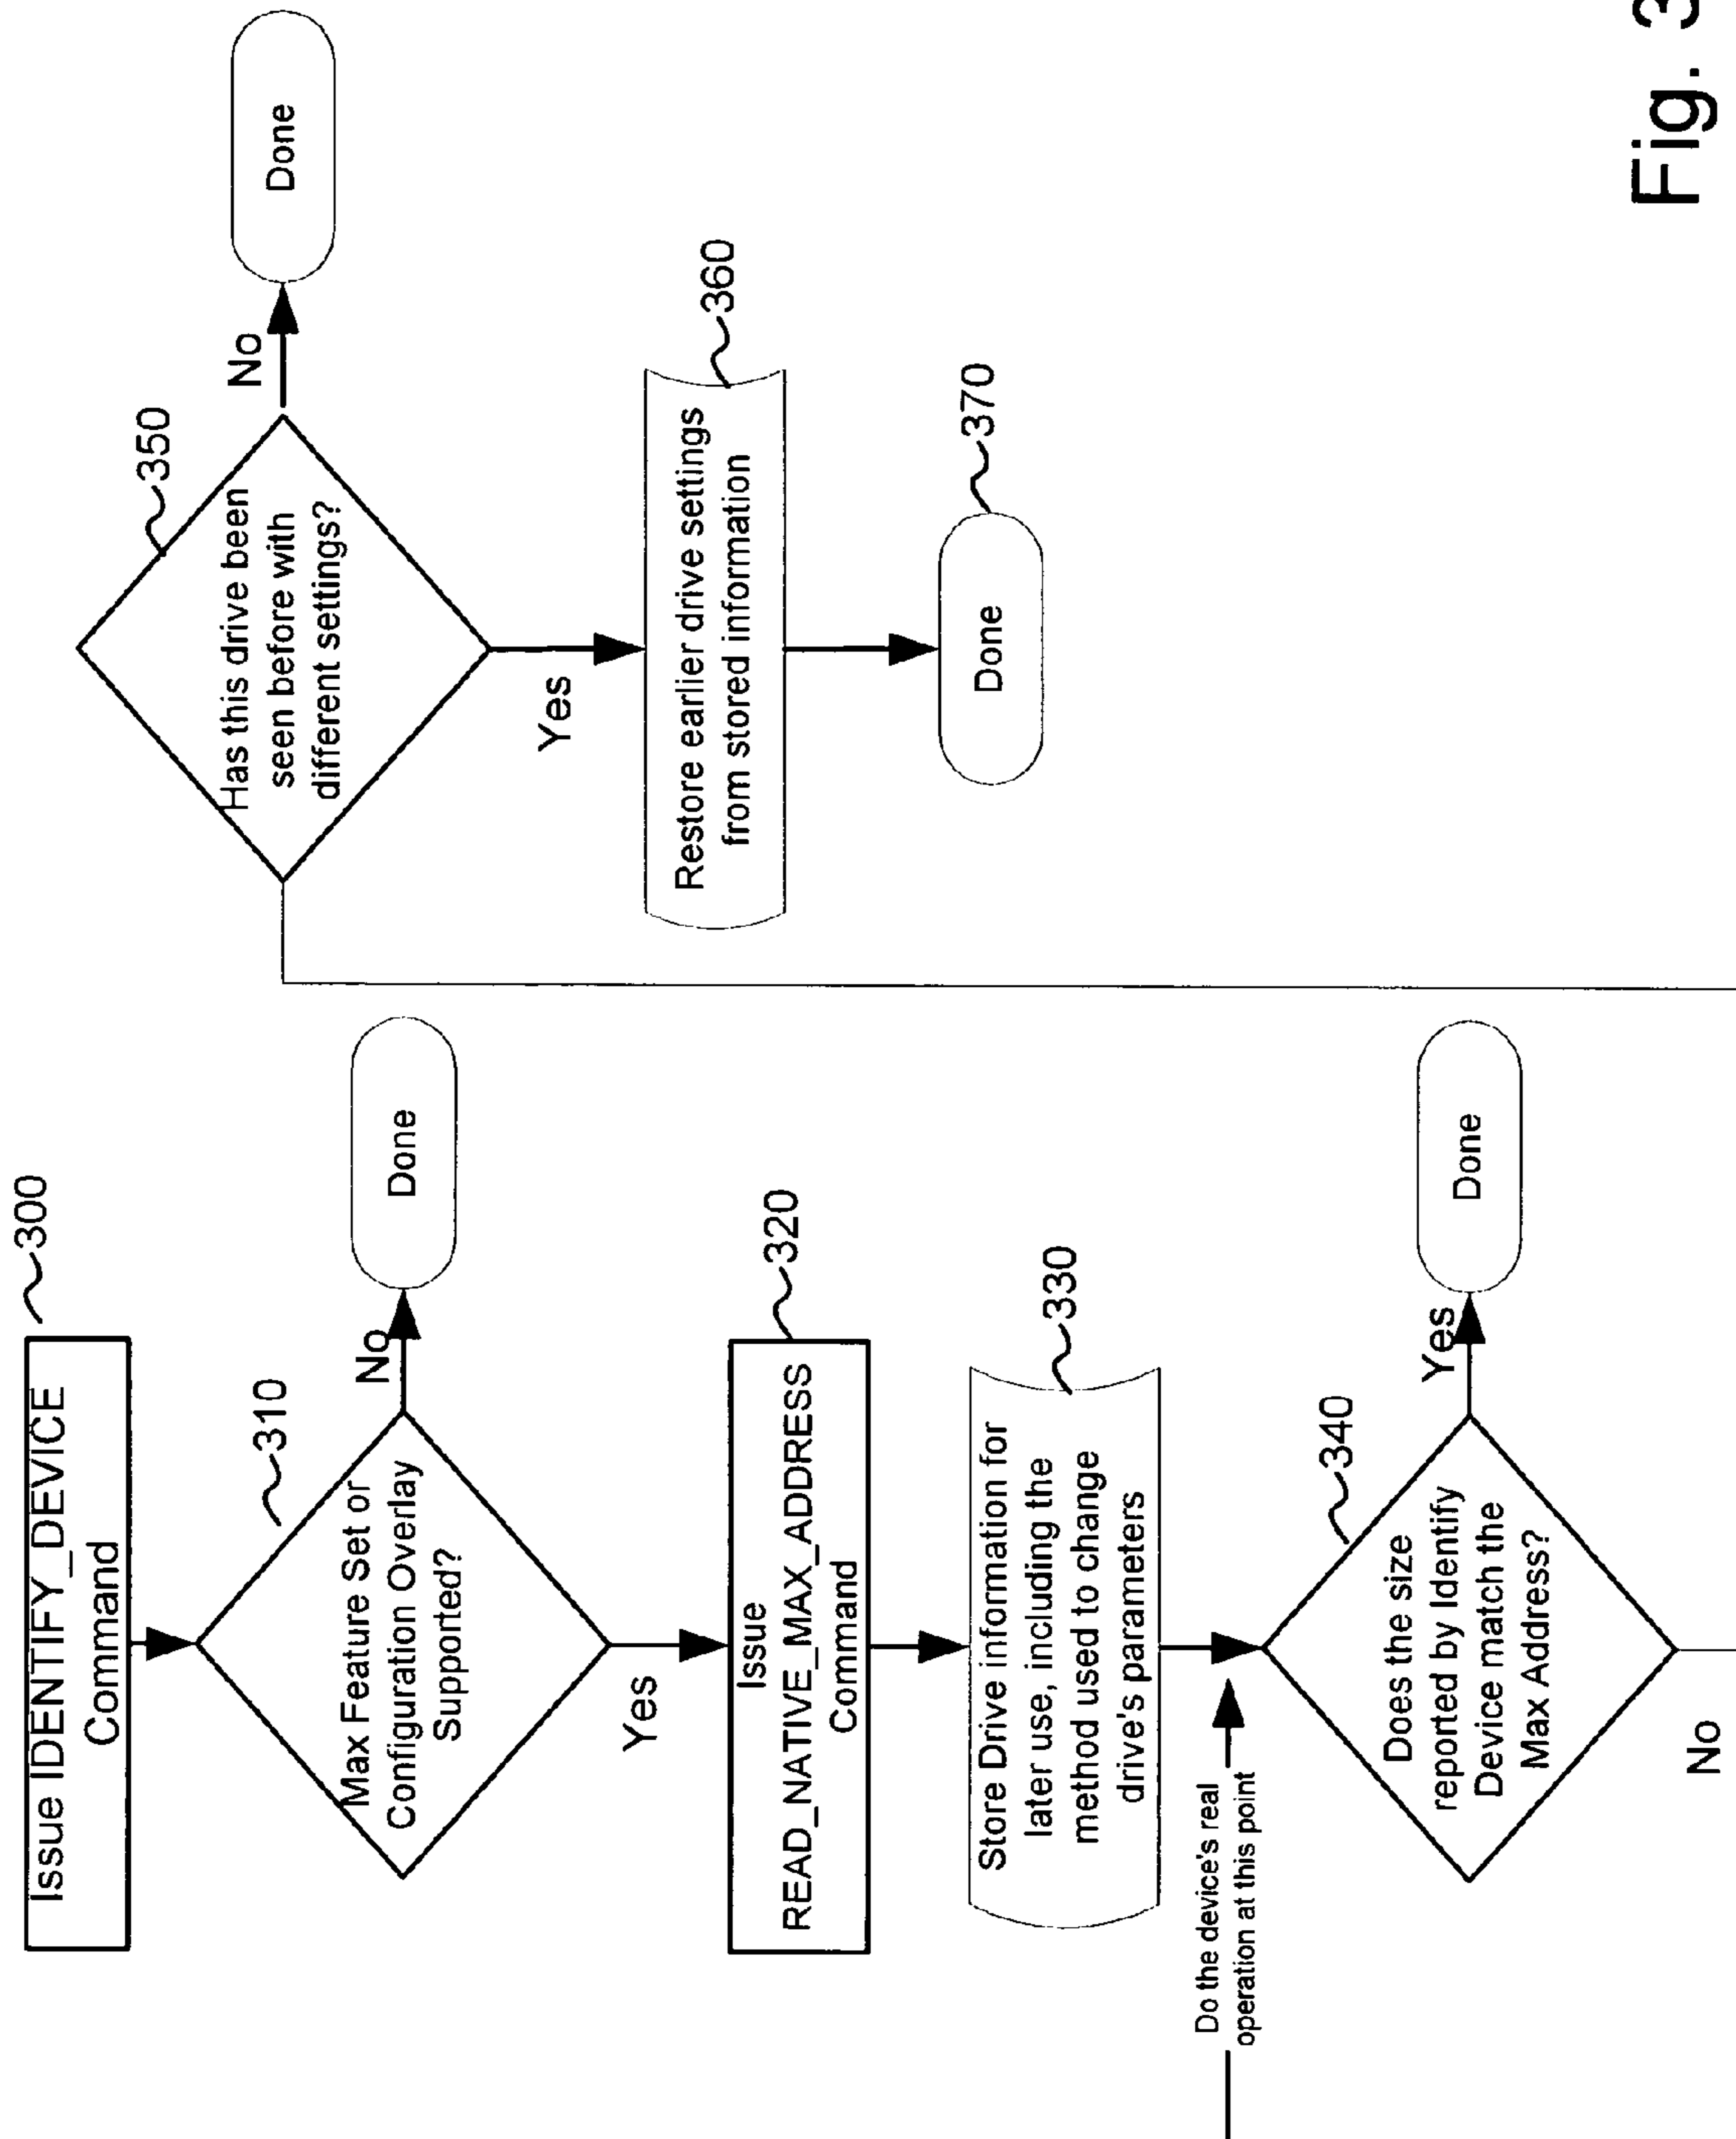 300
Issue IDENTIFY_DEVICE
Command
310
Max Feature Set or
Configuration Overlay
Supported?
No
Done
Yes
320
Issue
READ_NATIVE_MAX_ADDRESS
Command
330
Store Drive information for
later use, including the
method used to change
drive's parameters
Do the device's real
operation at this point
340
Does the size
reported by Identify
Device match the
Max Address?
Yes
Done
No
350
Has this drive been
seen before with
different settings?
No
Done
Yes
360
Restore earlier drive settings
from stored information
370
Done
Fig. 3